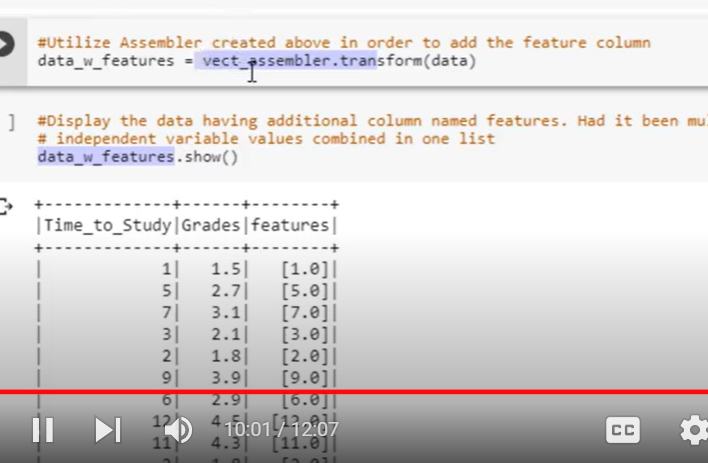 #Utilize Assembler created above in order to add the feature column
data_w_features = vect_assembler.transform(data)
]
#Display the data having additional column named features. Had it been mul
# independent variable values combined in one list
data_w_features.show()
+-------------+------+--------+
|Time_to_Study|Grades|features|
+-------------+------+--------+
| 1| 1.5| [1.0]|
| 5| 2.7| [5.0]|
| 7| 3.1| [7.0]|
| 3| 2.1| [3.0]|
| 2| 1.8| [2.0]|
| 9| 3.9| [9.0]|
| 6| 2.9| [6.0]|
| 12| 4.5| [12.0]|
| 11| 4.3| [11.0]|
10:01 / 12:07
CC